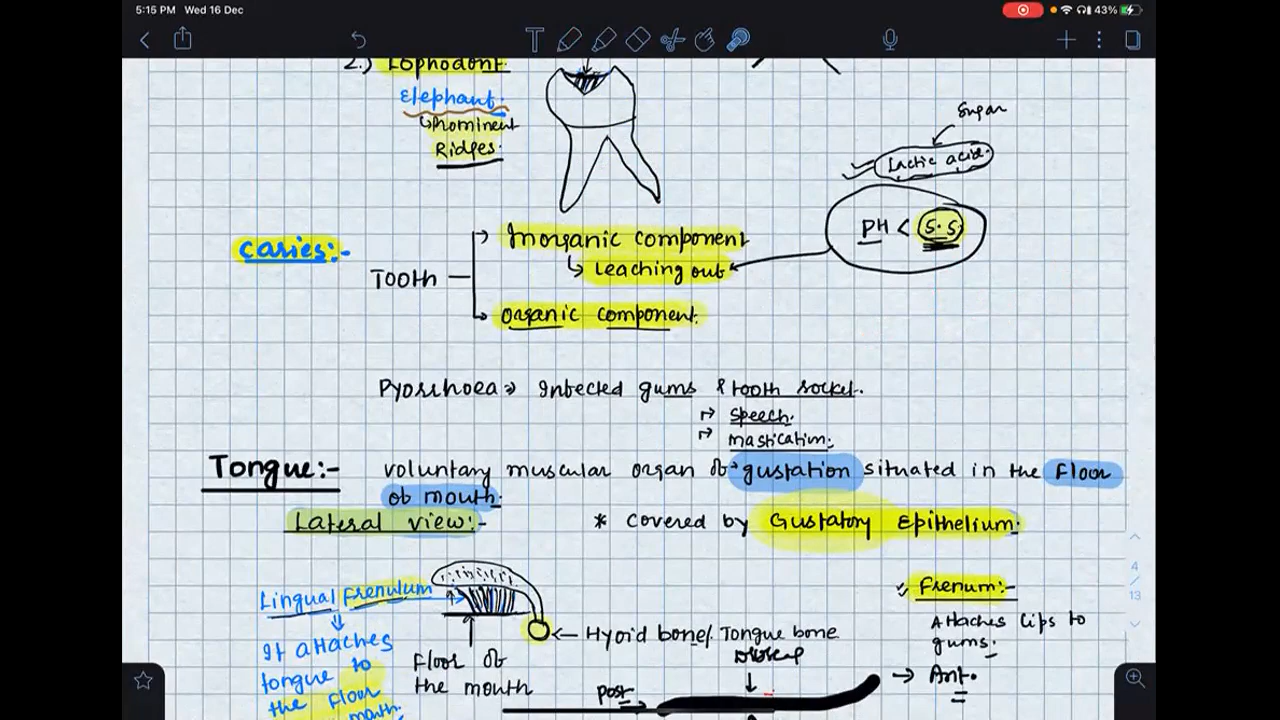 5:15 PM Wed 16 Dec
43%
2.) Lophodont
Elephant
Prominent
Ridges
Sugar
Lactic acid
PH < 5.5
Caries:-
Tooth
Inorganic component
Leaching out
Organic component
Pyorrhoea Infected gums & tooth socket.
Speech.
mastication.
Tongue:- voluntary muscular organ of gustation situated in the Floor
of mouth.
Lateral view:-
* Covered by Gustatory Epithelium.
Lingual Frenulum
It attaches
tongue to
the Floor
mouth.
Floor of
the mouth
Hyoid bone/ Tongue bone
Frenum:-
Attaches lips to
gums.
Ant.
Post
4
13